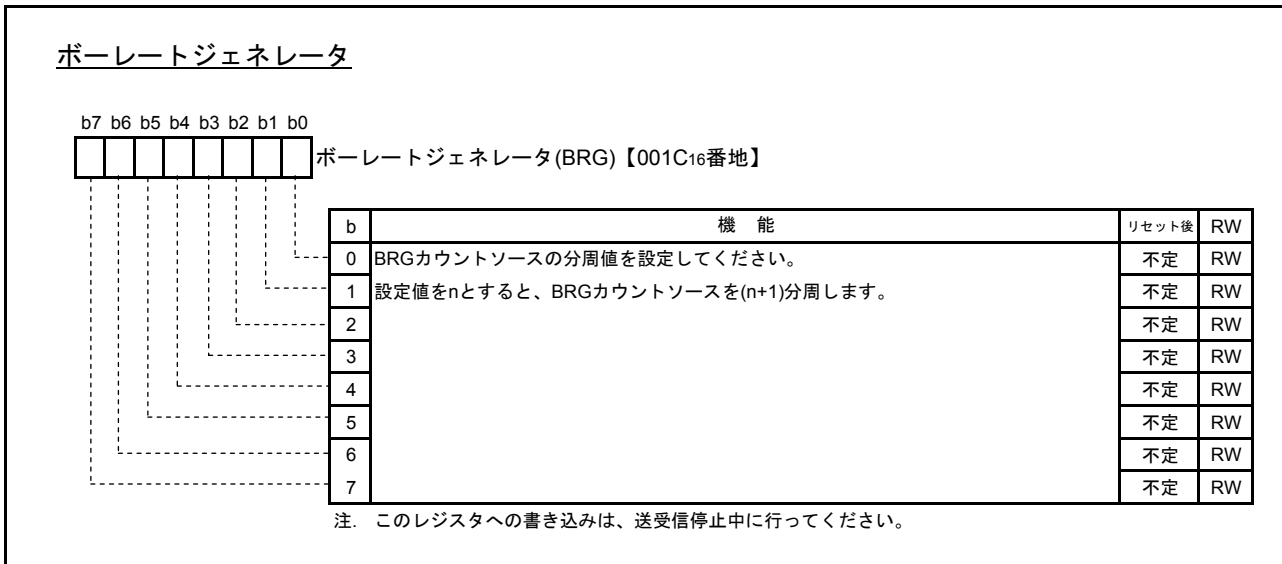 ボーレートジェネレータ
b7 b6 b5 b4 b3 b2 b1 b0
ボーレートジェネレータ(BRG)【001C16番地】
b 機 能 リセット後 RW
0 BRGカウントソースの分周値を設定してください。 不定 RW
1 設定値をnとすると、BRGカウントソースを(n+1)分周します。 不定 RW
2 不定 RW
3 不定 RW
4 不定 RW
5 不定 RW
6 不定 RW
7 不定 RW
注. このレジスタへの書き込みは、送受信停止中に行ってください。